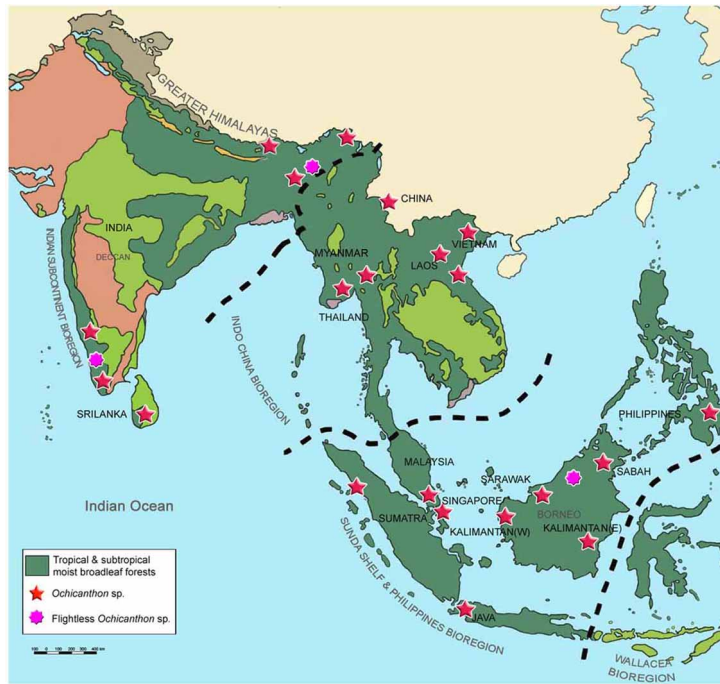 GREATER HIMALAYAS
CHINA
INDIA
DECCAN
INDIAN SUBCONTINENT BIOREGION
MYANMAR
VIETNAM
LAOS
THAILAND
INDO CHINA BIOREGION
SRILANKA
PHILIPPINES
MALAYSIA
SABAH
SARAWAK
SINGAPORE
BORNEO
SUMATRA
KALIMANTAN(W)
KALIMANTAN(E)
Indian Ocean
SUNDA SHELF & PHILIPPINES BIOREGION
JAVA
WALLACEA
BIOREGION
Tropical & subtropical
moist broadleaf forests
Ochicanthon sp.
Flightless Ochicanthon sp.